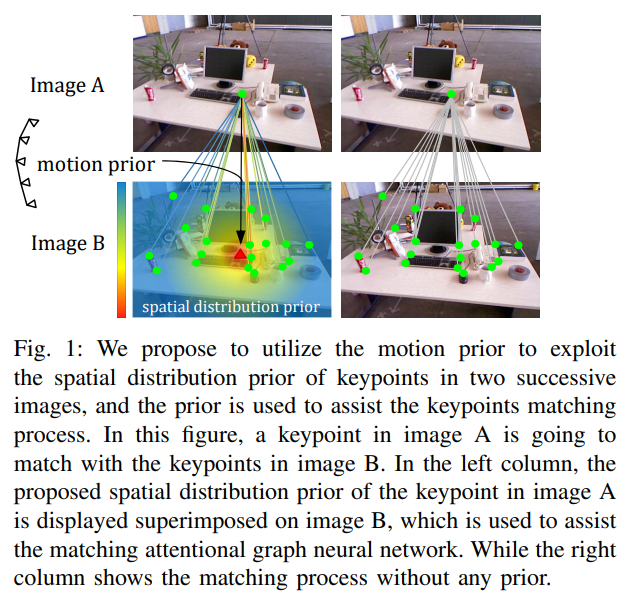 Image A
motion prior
Image B
spatial distribution prior
Fig. 1: We propose to utilize the motion prior to exploit
the spatial distribution prior of keypoints in two successive
images, and the prior is used to assist the keypoints matching
process. In this figure, a keypoint in image A is going to
match with the keypoints in image B. In the left column, the
proposed spatial distribution prior of the keypoint in image A
is displayed superimposed on image B, which is used to assist
the matching attentional graph neural network. While the right
column shows the matching process without any prior.